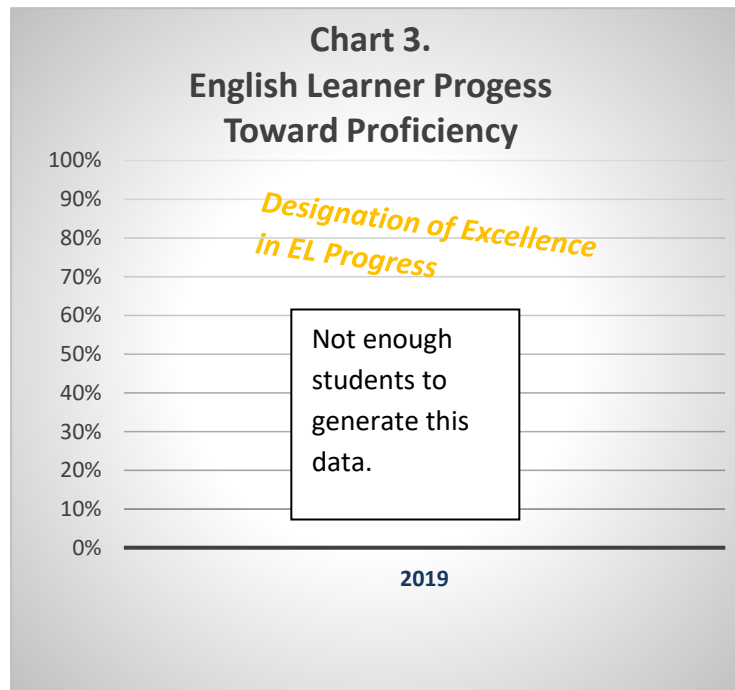 Chart 3.
English Learner Progess
Toward Proficiency
100%
90%
80%
70%
60%
50%
40%
30%
20%
10%
0%
Designation of Excellence
in EL Progress
Not enough
students to
generate this
data.
2019